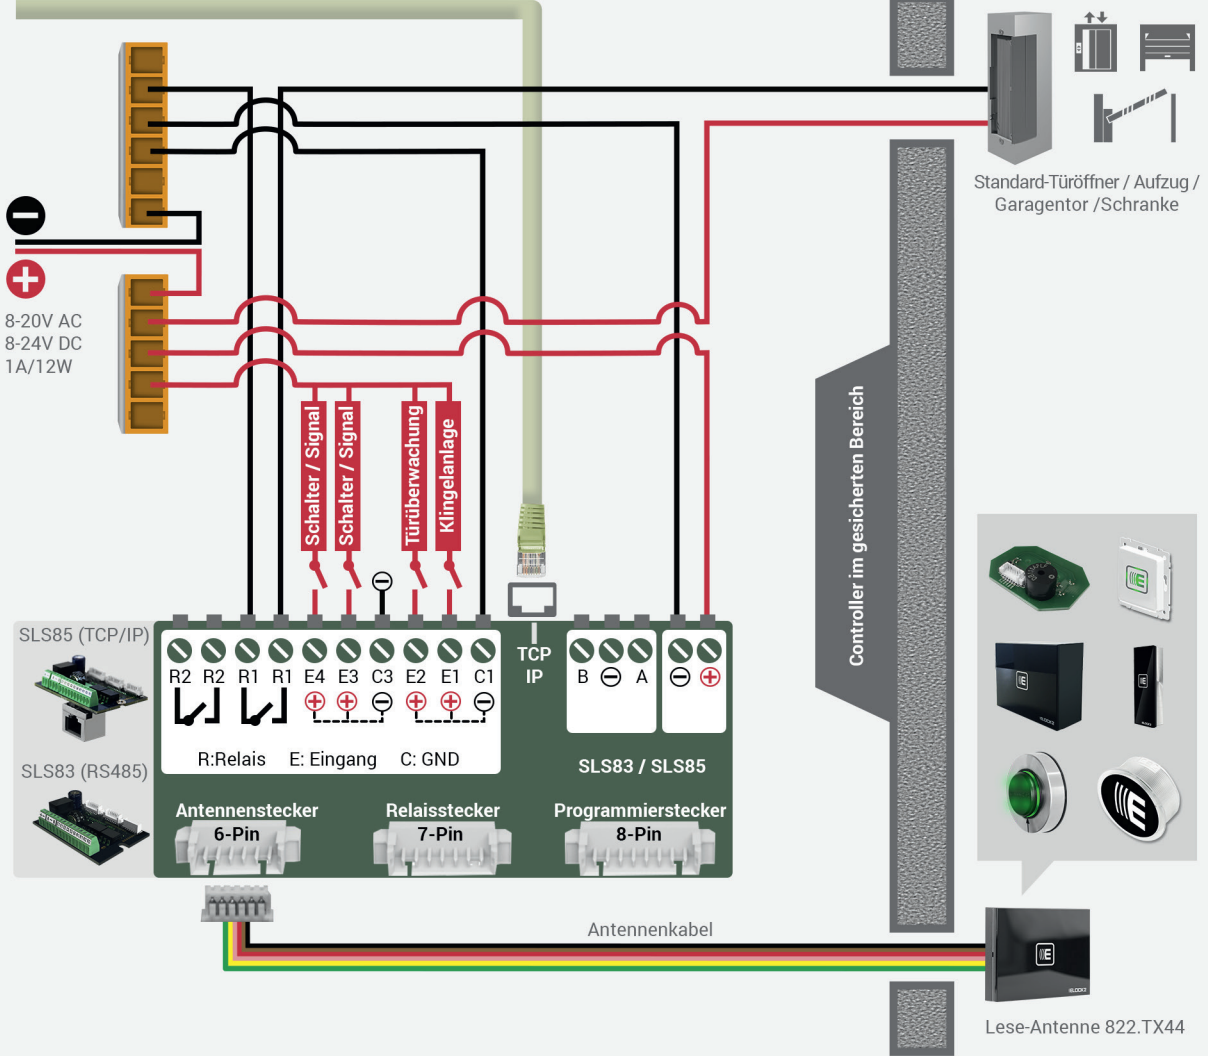 Standard-Türöffner / Aufzug /
Garagentor /Schranke
8-20V AC
8-24V DC
1A/12W
Schalter / Signal
Schalter / Signal
Türüberwachung
Klingelanlage
Controller im gesicherten Bereich
SLS85 (TCP/IP)
TCP
IP
R2 R2 R1 R1 E4 E3 C3 E2 E1 C1
B A
R:Relais E: Eingang C: GND
SLS83 / SLS85
SLS83 (RS485)
Antennenstecker
6-Pin
Relaisstecker
7-Pin
Programmierstecker
8-Pin
Antennenkabel
Lese-Antenne 822.TX44